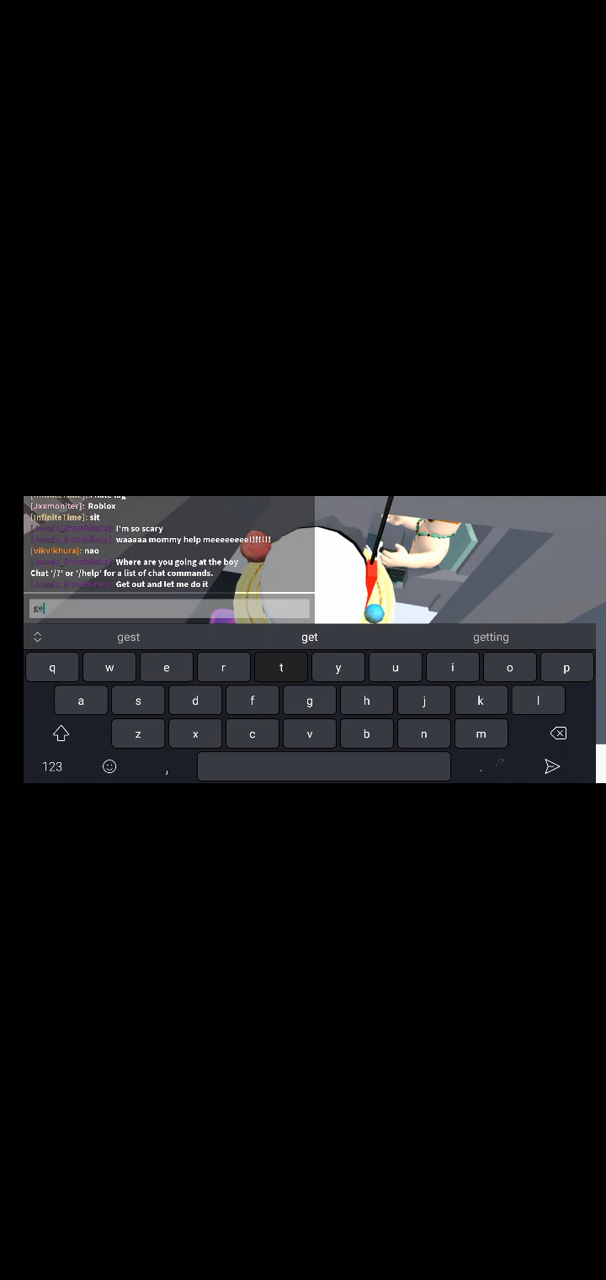 [Jxxmoniter]: Roblox
[InfiniteTime]: sit
I'm so scary
waaaaa mommy help meeeeeeee!!!!!!!
[vikvikhura]: nao
Where are you going at the boy
Chat '/?' or '/help' for a list of chat commands.
Get out and let me do it
ge
gest get getting
q w e r t y u i o p
a s d f g h j k l
z x c v b n m
123 , .